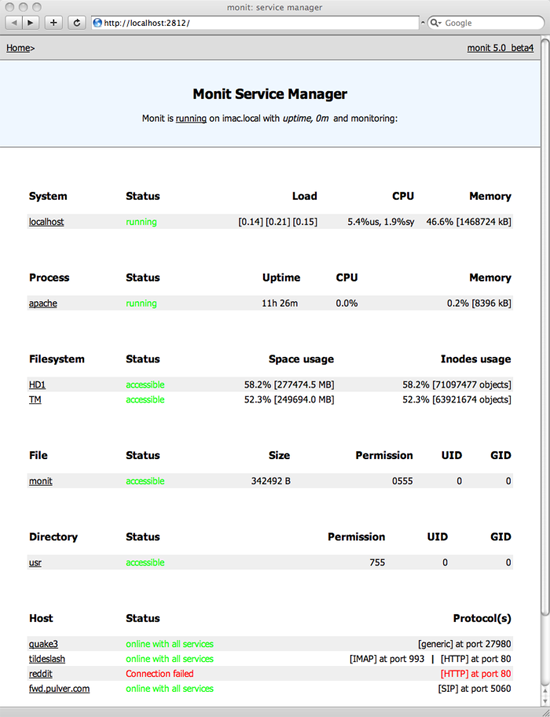 monit: service manager
http://localhost:2812/
Google
Home> monit 5.0_beta4
Monit Service Manager
Monit is running on imac.local with uptime, 0m and monitoring:
System Status Load CPU Memory
localhost running [0.14] [0.21] [0.15] 5.4%us, 1.9%sy 46.6% [1468724 kB]
Process Status Uptime CPU Memory
apache running 11h 26m 0.0% 0.2% [8396 kB]
Filesystem Status Space usage Inodes usage
HD1 accessible 58.2% [277474.5 MB] 58.2% [71097477 objects]
TM accessible 52.3% [249694.0 MB] 52.3% [63921674 objects]
File Status Size Permission UID GID
monit accessible 342492 B 0555 0 0
Directory Status Permission UID GID
usr accessible 755 0 0
Host Status Protocol(s)
quake3 online with all services [generic] at port 27980
tildeslash online with all services [IMAP] at port 993 | [HTTP] at port 80
reddit Connection failed [HTTP] at port 80
fwd.pulver.com online with all services [SIP] at port 5060